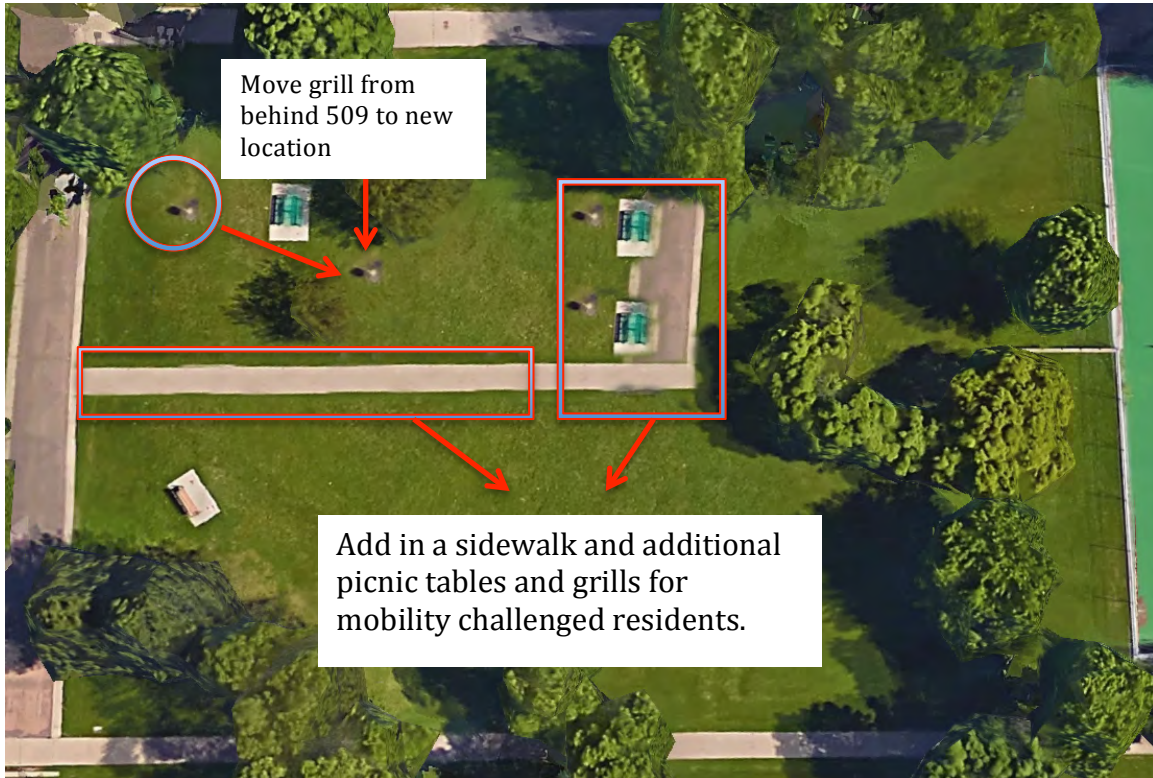 Move grill from
behind 509 to new
location
Add in a sidewalk and additional
picnic tables and grills for
mobility challenged residents.